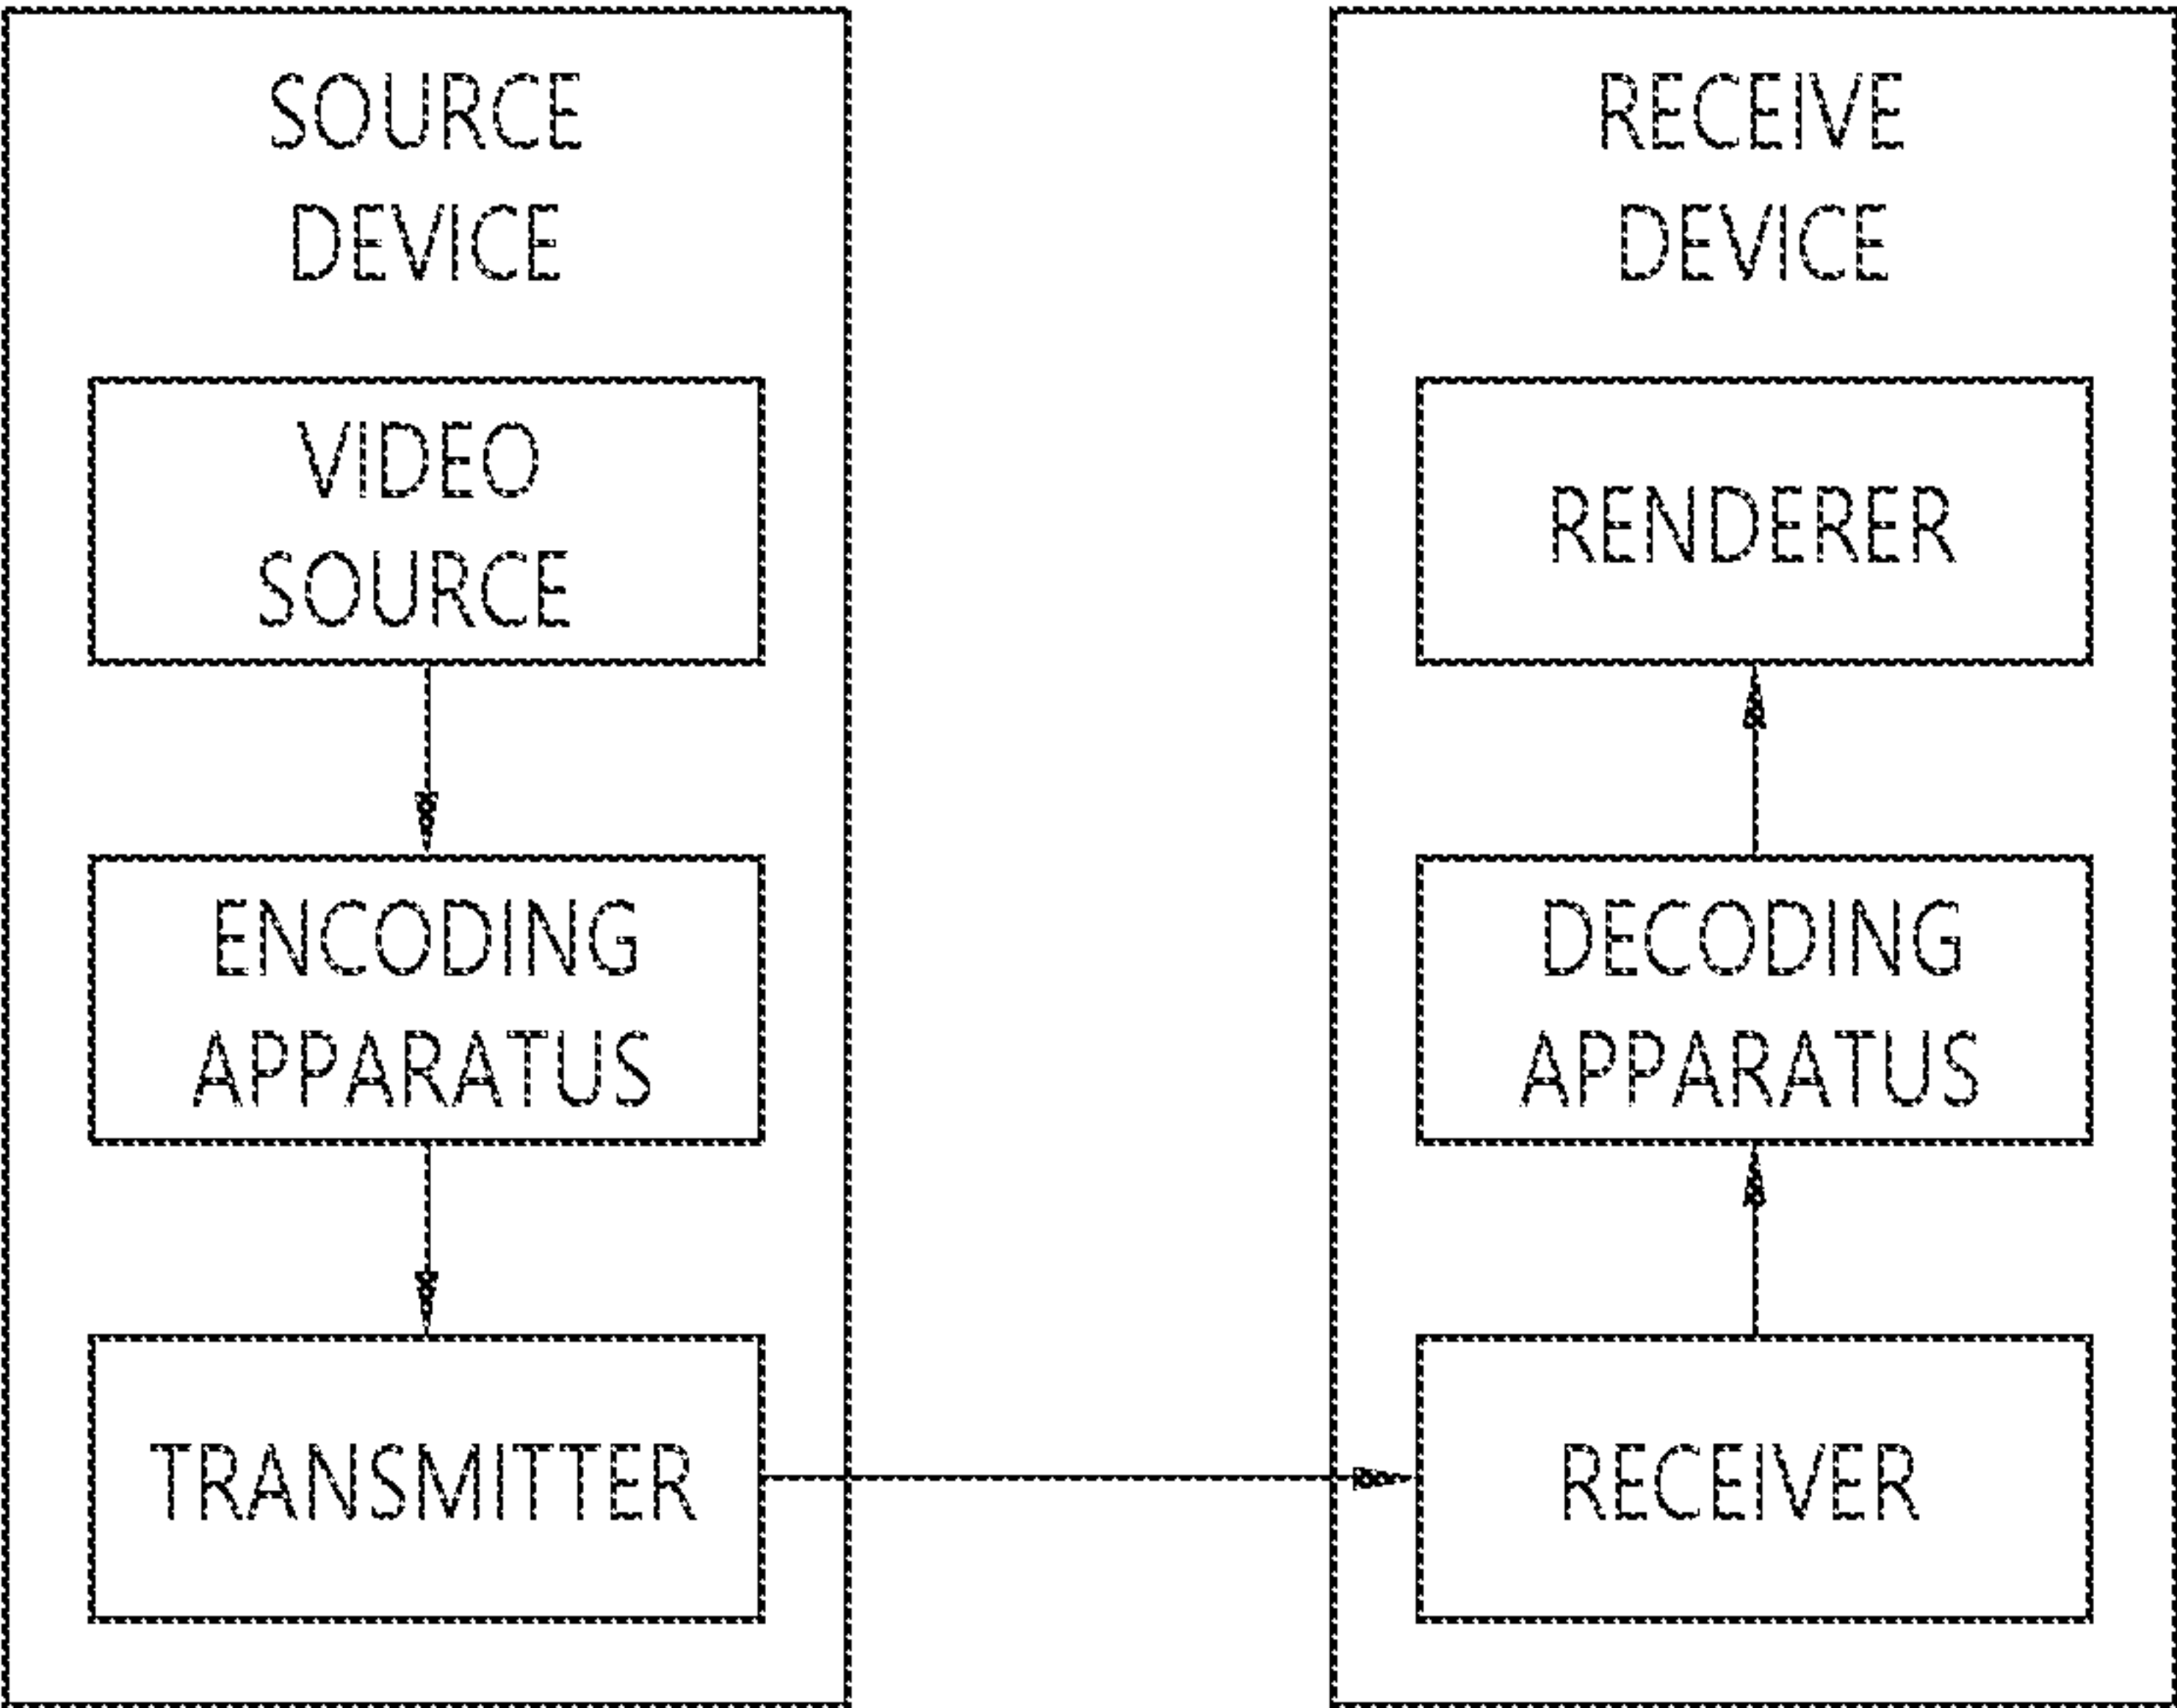 SOURCE
DEVICE
VIDEO
SOURCE
ENCODING
APPARATUS
TRANSMITTER
RECEIVE
DEVICE
RENDERER
DECODING
APPARATUS
RECEIVER